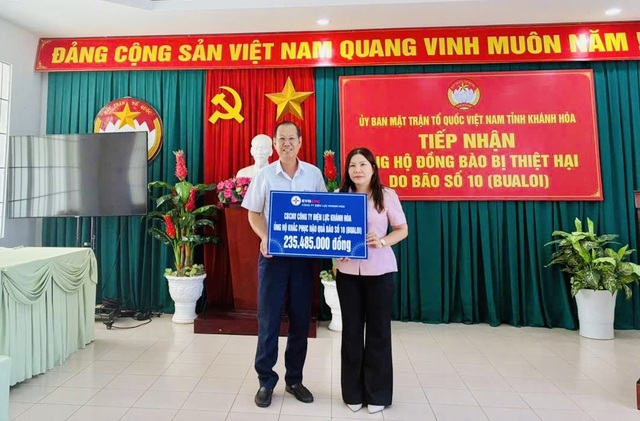 ĐẢNG CỘNG SẢN VIỆT NAM QUANG VINH MUÔN NĂM
ỦY BAN MẶT TRẬN TỔ QUỐC VIỆT NAM TỈNH KHÁNH HÒA
TIẾP NHẬN
NG HỘ ĐỒNG BÀO BỊ THIỆT HẠI
DO BÃO SỐ 10 (BUALOI)
CÔNG TY ĐIỆN LỰC KHÁNH HÒA
CBCNV CÔNG TY ĐIỆN LỰC KHÁNH HÒA
ỦNG HỘ KHẮC PHỤC HẬU QUẢ BÃO SỐ 10 (BUALOI)
235.485.000 đồng